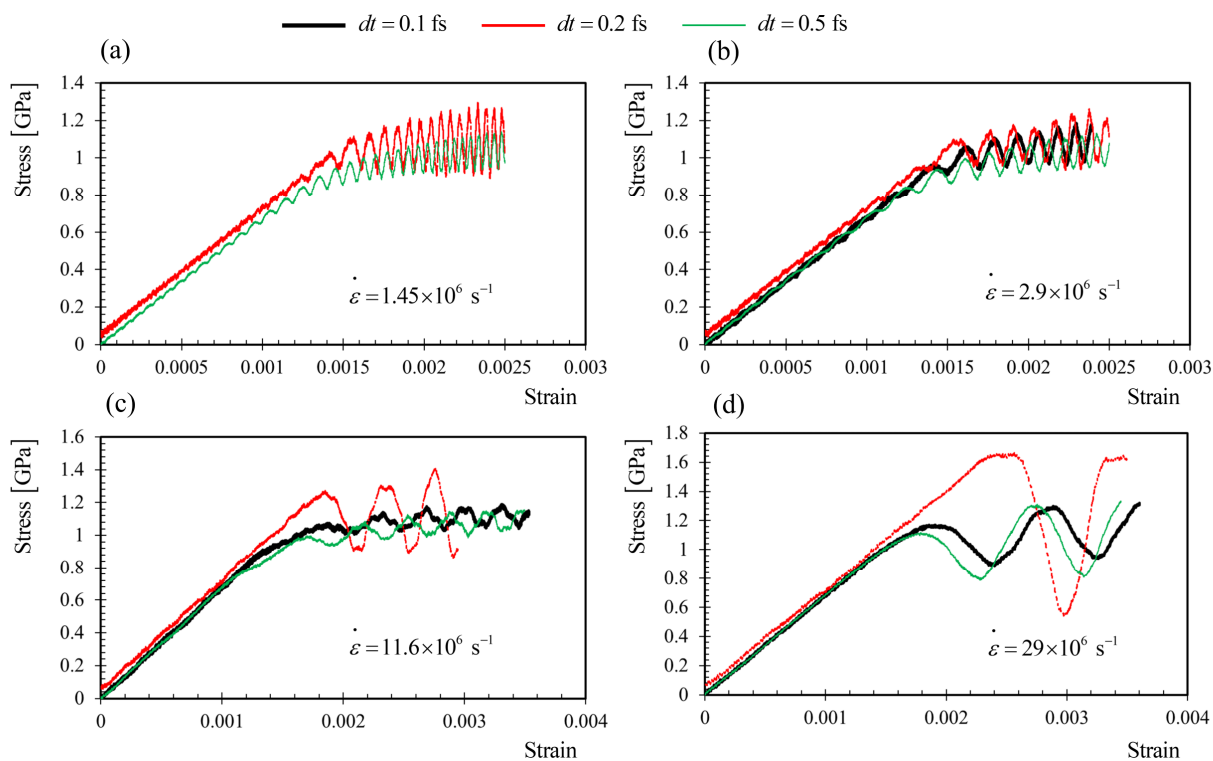 dt = 0.1 fs dt = 0.2 fs dt = 0.5 fs
(a)
Stress [GPa]
1.4
1.2
1
0.8
0.6
0.4
0.2
0
0 0.0005 0.001 0.0015 0.002 0.0025 0.003
Strain
ε̇ = 1.45×10⁶ s⁻¹
(b)
Stress [GPa]
1.4
1.2
1
0.8
0.6
0.4
0.2
0
0 0.0005 0.001 0.0015 0.002 0.0025 0.003
Strain
ε̇ = 2.9×10⁶ s⁻¹
(c)
Stress [GPa]
1.6
1.4
1.2
1
0.8
0.6
0.4
0.2
0
0 0.001 0.002 0.003 0.004
Strain
ε̇ = 11.6×10⁶ s⁻¹
(d)
Stress [GPa]
1.8
1.6
1.4
1.2
1
0.8
0.6
0.4
0.2
0
0 0.001 0.002 0.003 0.004
Strain
ε̇ = 29×10⁶ s⁻¹